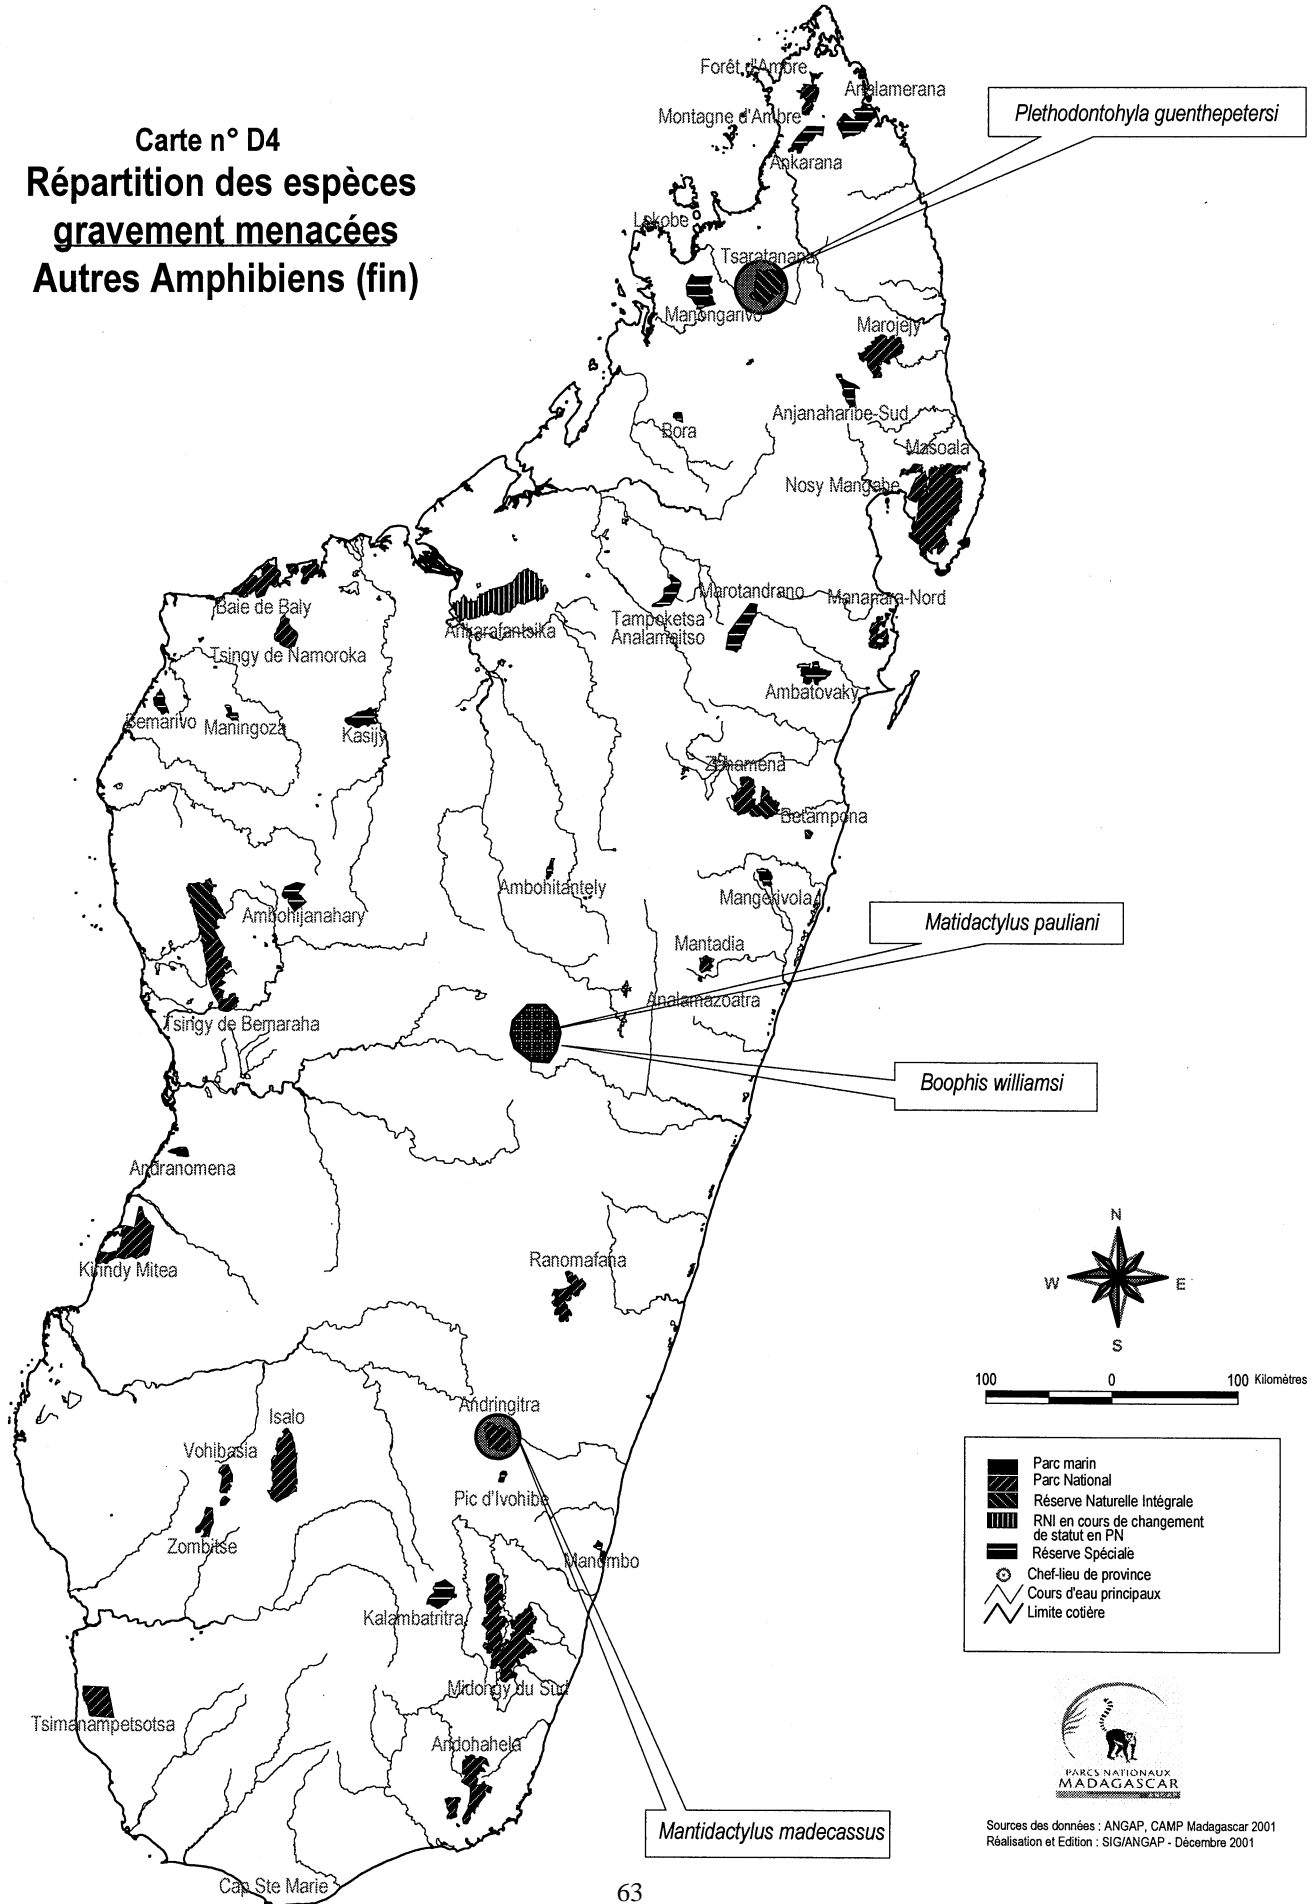 Carte n° D4
Répartition des espèces
gravement menacées
Autres Amphibiens (fin)
Forêt d'Ambre
Analamerana
Plethodontohyla guenthepetersi
Montagne d'Ambre
Ankarana
Lokobe
Tsaratanana
Manongarivo
Marojejy
Anjanaharibe-Sud
Bora
Masoala
Nosy Mangabe
Baie de Baly
Ankarafantsika
Tampoketsa
Analamaitso
Marotandrano
Mananara-Nord
Tsingy de Namoroka
Ambatovaky
Bemarivo
Maningoza
Kasijy
Zahamena
Betampona
Ambohitantely
Mangerivola
Ambohijanahary
Matidactylus pauliani
Mantadia
Analamazoatra
Tsingy de Bemaraha
Boophis williamsi
Andranomena
Kirindy Mitea
Ranomafana
N
W
E
S
100
0
100 Kilomètres
Andringitra
Isalo
Vohibasia
Pic d'Ivohibe
Zombitse
Manombo
Kalambatritra
Midongy du Sud
Tsimanampetsotsa
Andohahela
Mantidactylus madecassus
Cap Ste Marie
Parc marin
Parc National
Réserve Naturelle Intégrale
RNI en cours de changement
de statut en PN
Réserve Spéciale
Chef-lieu de province
Cours d'eau principaux
Limite cotière
PARCS NATIONAUX
MADAGASCAR
ANGAP
Sources des données : ANGAP, CAMP Madagascar 2001
Réalisation et Edition : SIG/ANGAP - Décembre 2001
63